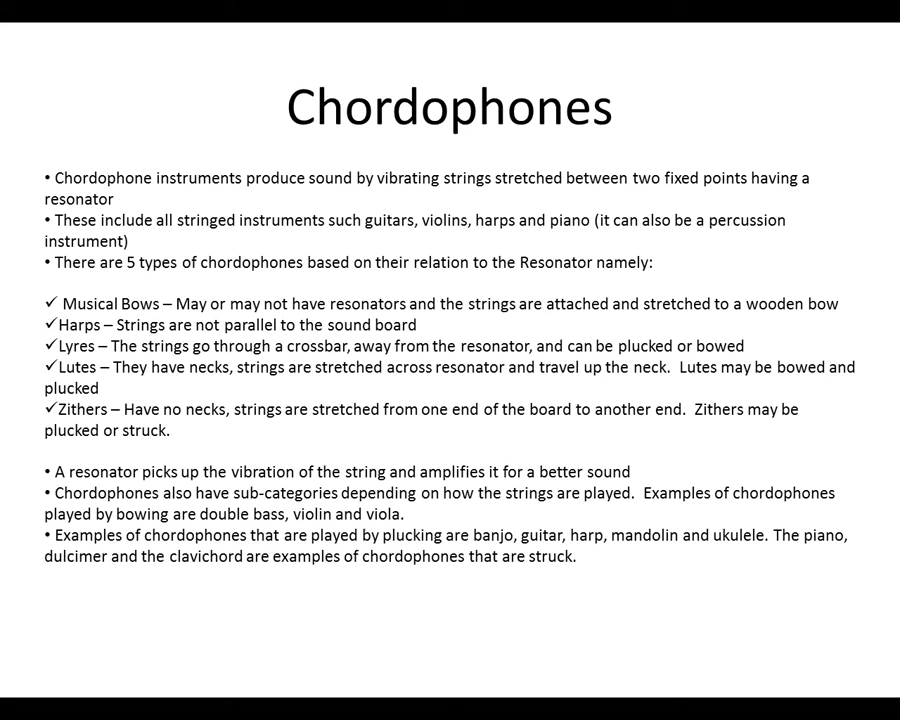 Chordophones
• Chordophone instruments produce sound by vibrating strings stretched between two fixed points having a
resonator
• These include all stringed instruments such guitars, violins, harps and piano (it can also be a percussion
instrument)
• There are 5 types of chordophones based on their relation to the Resonator namely:
✓ Musical Bows – May or may not have resonators and the strings are attached and stretched to a wooden bow
✓Harps – Strings are not parallel to the sound board
✓Lyres – The strings go through a crossbar, away from the resonator, and can be plucked or bowed
✓Lutes – They have necks, strings are stretched across resonator and travel up the neck.  Lutes may be bowed and
plucked
✓Zithers – Have no necks, strings are stretched from one end of the board to another end.  Zithers may be
plucked or struck.
• A resonator picks up the vibration of the string and amplifies it for a better sound
• Chordophones also have sub-categories depending on how the strings are played.  Examples of chordophones
played by bowing are double bass, violin and viola.
• Examples of chordophones that are played by plucking are banjo, guitar, harp, mandolin and ukulele. The piano,
dulcimer and the clavichord are examples of chordophones that are struck.